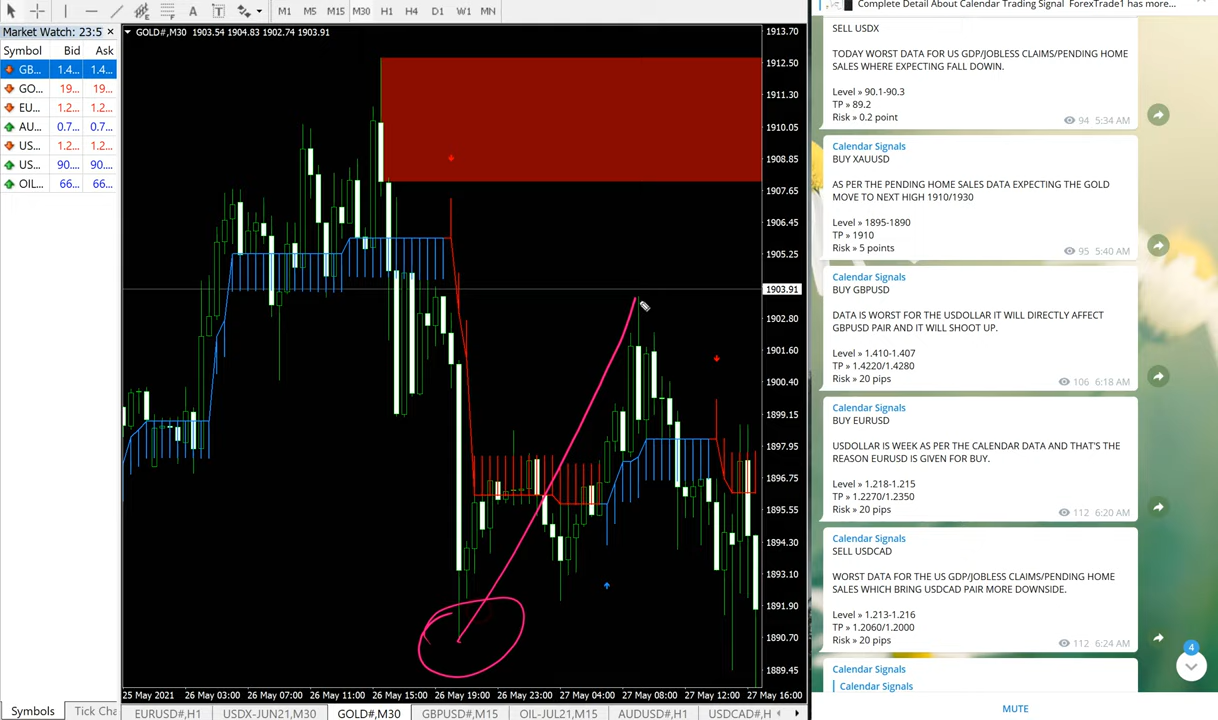 M1 M5 M15 M30 H1 H4 D1 W1 MN
Market Watch: 23:5
Symbol Bid Ask
GB... 1.4... 1.4...
GO... 19... 19...
EU... 1.2... 1.2...
AU... 0.7... 0.7...
US... 1.2... 1.2...
US... 90.... 90....
OIL... 66... 66...
Symbols Tick Cha
GOLD#,M30 1903.54 1904.83 1902.74 1903.91
1913.70
1912.50
1911.30
1910.05
1908.85
1907.65
1906.45
1905.25
1903.91
1902.80
1901.60
1900.40
1899.15
1897.95
1896.75
1895.55
1894.30
1893.10
1891.90
1890.70
1889.45
25 May 2021 26 May 03:00 26 May 07:00 26 May 11:00 26 May 15:00 26 May 19:00 26 May 23:00 27 May 04:00 27 May 08:00 27 May 12:00 27 May 16:00
EURUSD#,H1 USDX-JUN21,M30 GOLD#,M30 GBPUSD#,M15 OIL-JUL21,M15 AUDUSD#,H1 USDCAD#,H
Complete Detail About Calendar Trading Signal ForexTrade1 has more...
SELL USDX
TODAY WORST DATA FOR US GDP/JOBLESS CLAIMS/PENDING HOME
SALES WHERE EXPECTING FALL DOWIN.
Level » 90.1-90.3
TP » 89.2
Risk » 0.2 point
94 5:34 AM
Calendar Signals
BUY XAUUSD
AS PER THE PENDING HOME SALES DATA EXPECTING THE GOLD
MOVE TO NEXT HIGH 1910/1930
Level » 1895-1890
TP » 1910
Risk » 5 points
95 5:40 AM
Calendar Signals
BUY GBPUSD
DATA IS WORST FOR THE USDOLLAR IT WILL DIRECTLY AFFECT
GBPUSD PAIR AND IT WILL SHOOT UP.
Level » 1.410-1.407
TP » 1.4220/1.4280
Risk » 20 pips
106 6:18 AM
Calendar Signals
BUY EURUSD
USDOLLAR IS WEEK AS PER THE CALENDAR DATA AND THAT'S THE
REASON EURUSD IS GIVEN FOR BUY.
Level » 1.218-1.215
TP » 1.2270/1.2350
Risk » 20 pips
112 6:20 AM
Calendar Signals
SELL USDCAD
WORST DATA FOR THE US GDP/JOBLESS CLAIMS/PENDING HOME
SALES WHICH BRING USDCAD PAIR MORE DOWNSIDE.
Level » 1.213-1.216
TP » 1.2060/1.2000
Risk » 20 pips
112 6:24 AM
4
Calendar Signals
Calendar Signals
MUTE